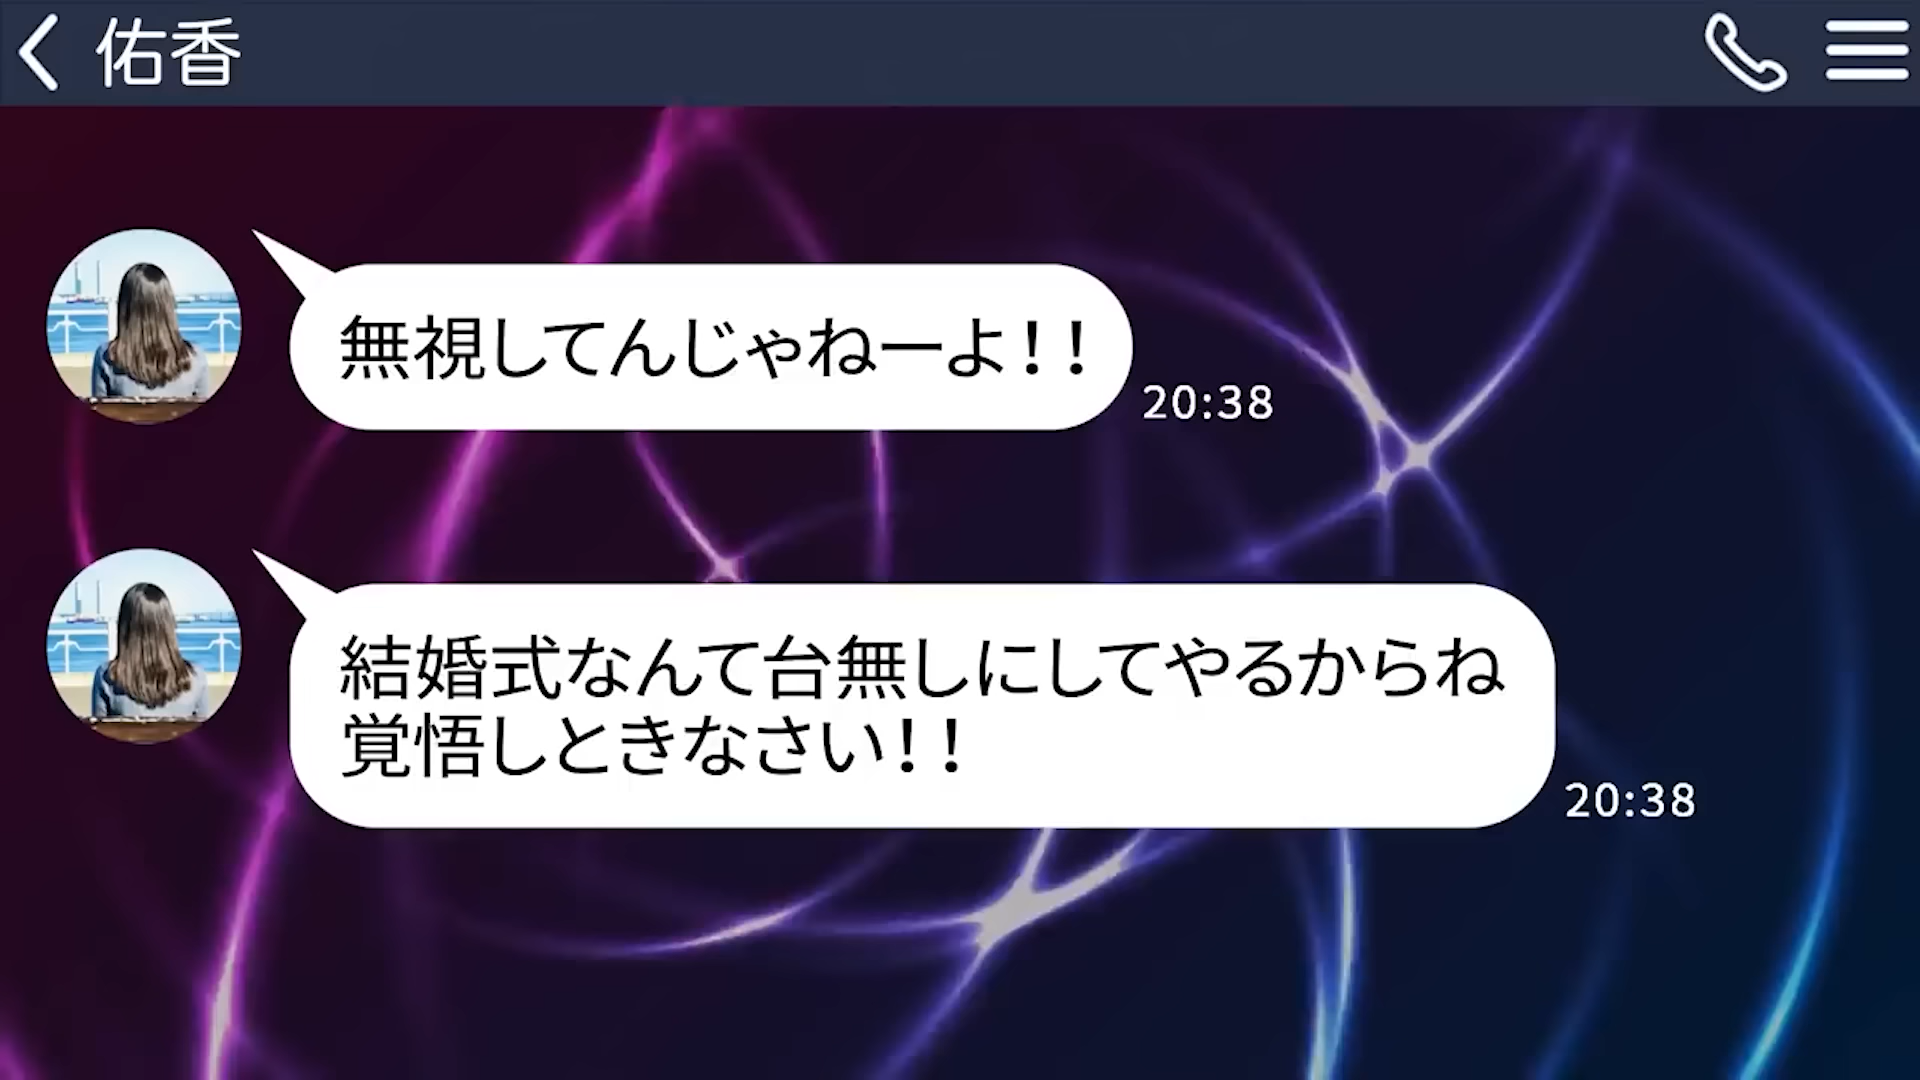 佑香
無視してんじゃねーよ！！
20:38
結婚式なんて台無しにしてやるからね
覚悟しときなさい！！
20:38